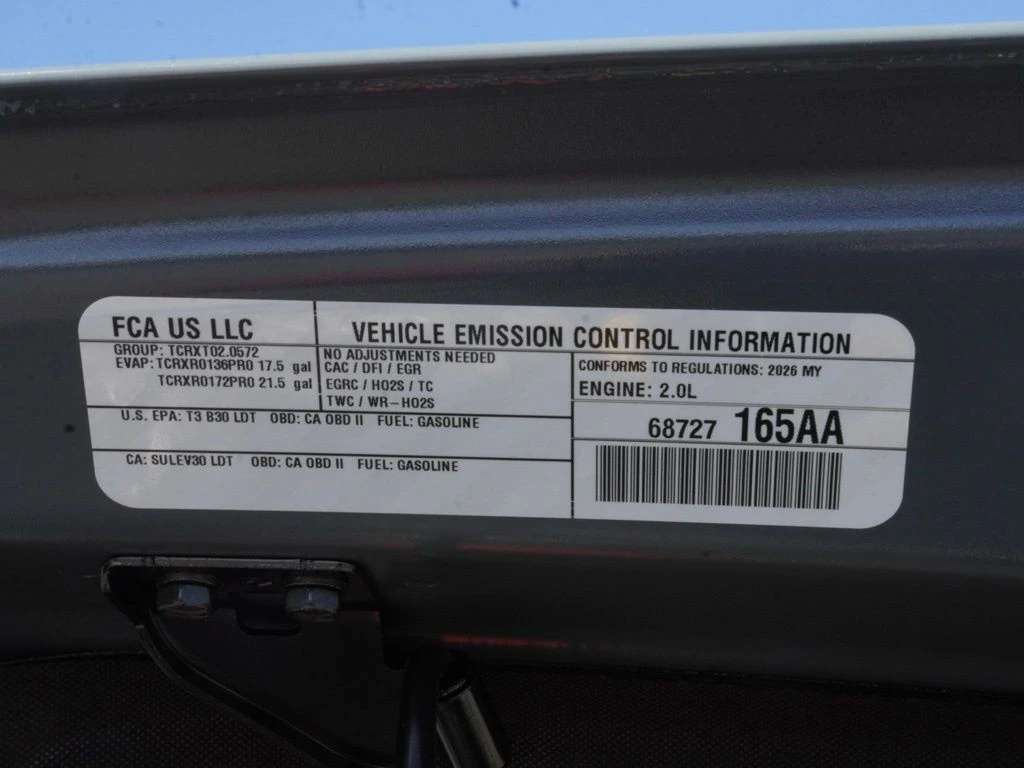 FCA US LLC
VEHICLE EMISSION CONTROL INFORMATION
GROUP: TCRXT02.0572
EVAP: TCRXR0136PR0 17.5 gal
TCRXR0172PR0 21.5 gal
NO ADJUSTMENTS NEEDED
CAC / DFI / EGR
EGRC / HO2S / TC
TWC / WR-HO2S
CONFORMS TO REGULATIONS: 2026 MY
ENGINE: 2.0L
U.S. EPA: T3 B30 LDT OBD: CA OBD II FUEL: GASOLINE
68727 165AA
CA: SULEV30 LDT OBD: CA OBD II FUEL: GASOLINE